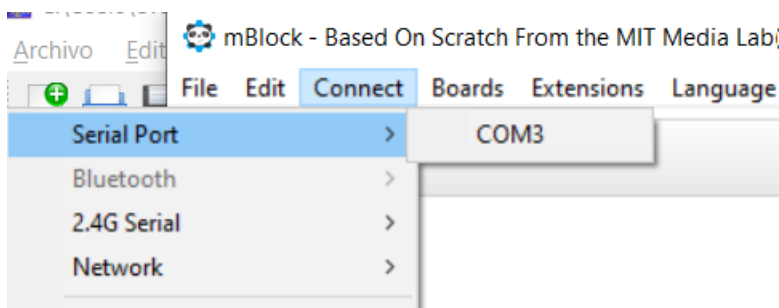 mBlock - Based On Scratch From the MIT Media Lab
Archivo Edit
File Edit Connect Boards Extensions Language
Serial Port > COM3
Bluetooth >
2.4G Serial >
Network >